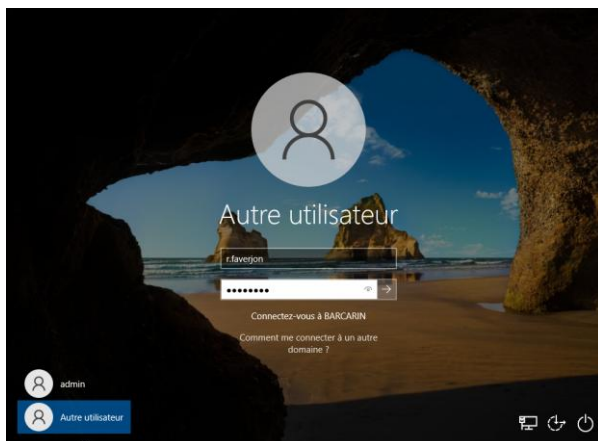 Autre utilisateur
r.faverjon
Connectez-vous à BARCARIN
Comment me connecter à un autre
domaine ?
admin
Autre utilisateur